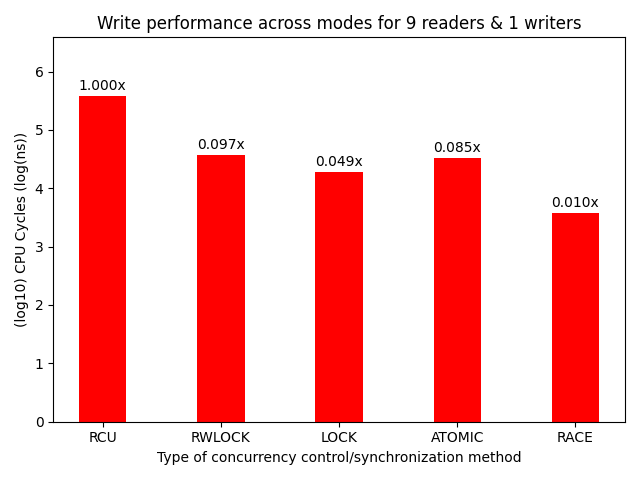 Write performance across modes for 9 readers & 1 writers
(log10) CPU Cycles (log(ns))
6
5
4
3
2
1
0
1.000x
0.097x
0.049x
0.085x
0.010x
RCU
RWLOCK
LOCK
ATOMIC
RACE
Type of concurrency control/synchronization method